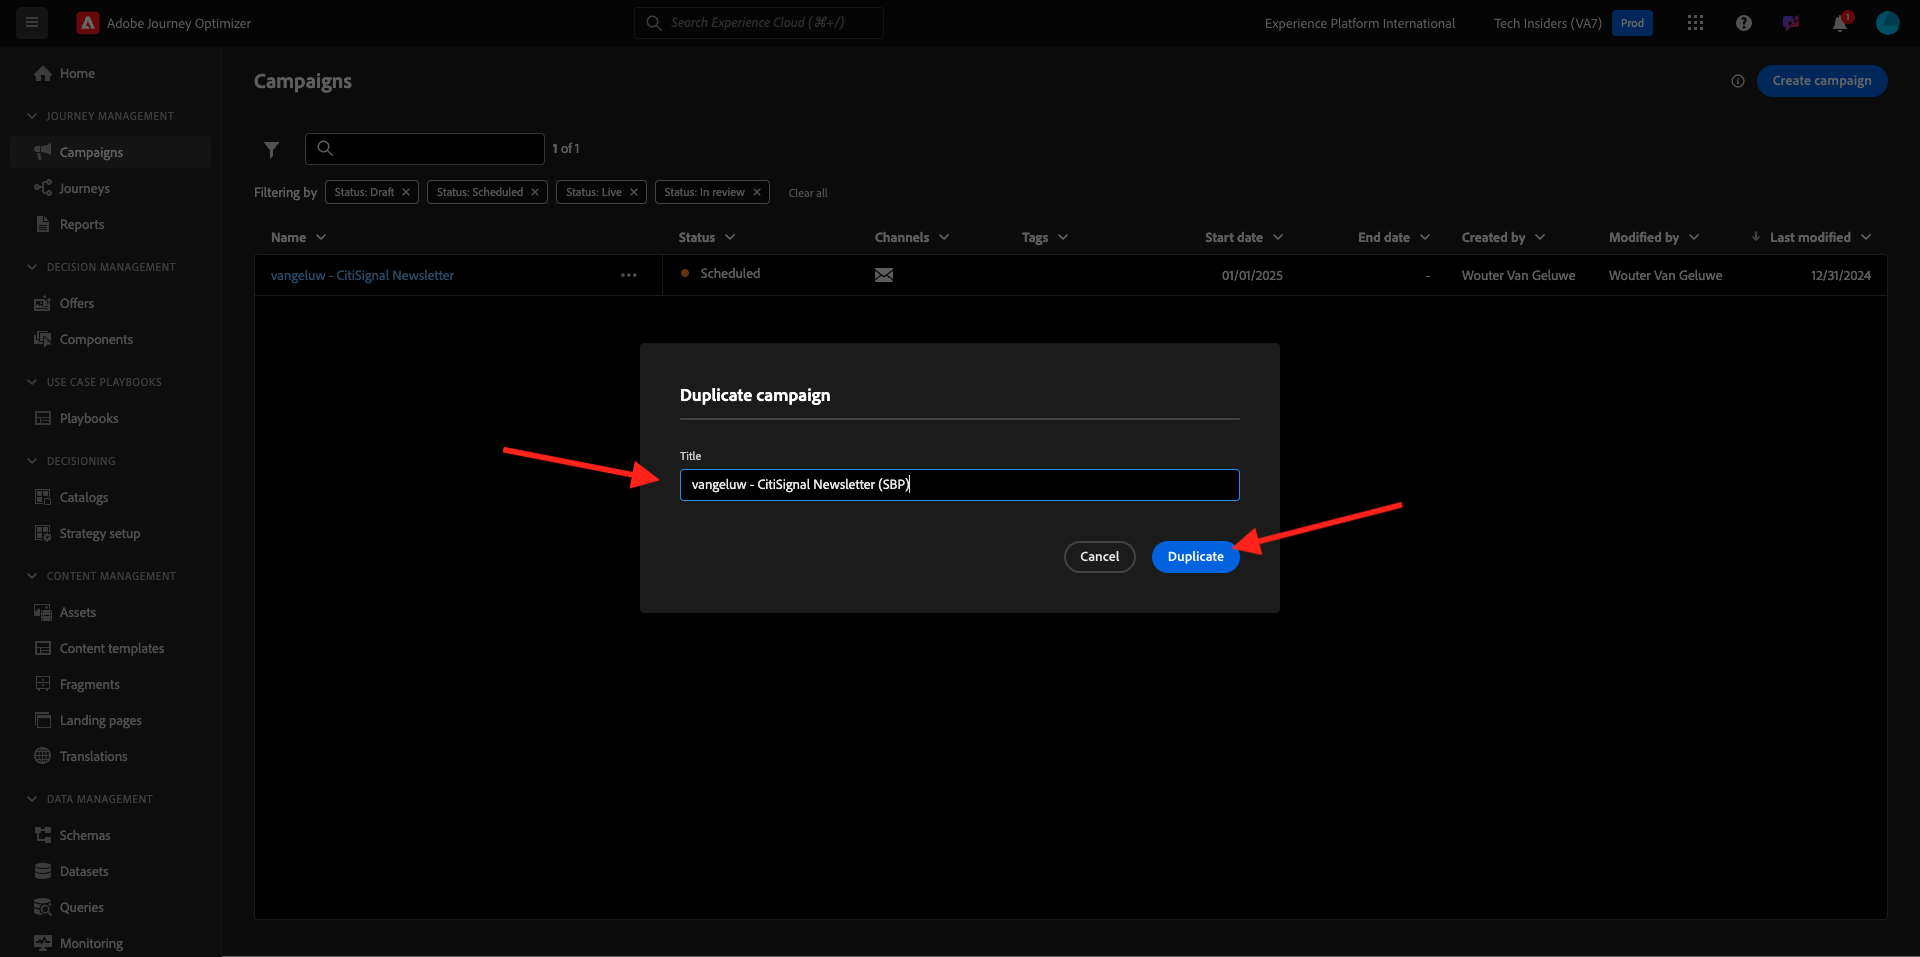 Adobe Journey Optimizer
Search Experience Cloud (⌘+/)
Experience Platform International
Tech Insiders (VA7)
Prod
1
Home
JOURNEY MANAGEMENT
Campaigns
Journeys
Reports
DECISION MANAGEMENT
Offers
Components
USE CASE PLAYBOOKS
Playbooks
DECISIONING
Catalogs
Strategy setup
CONTENT MANAGEMENT
Assets
Content templates
Fragments
Landing pages
Translations
DATA MANAGEMENT
Schemas
Datasets
Queries
Monitoring
Campaigns
Create campaign
1 of 1
Filtering by Status: Draft Status: Scheduled Status: Live Status: In review Clear all
Name Status Channels Tags Start date End date Created by Modified by Last modified
vangeluw - CitiSignal Newsletter Scheduled 01/01/2025 - Wouter Van Geluwe Wouter Van Geluwe 12/31/2024
Duplicate campaign
Title
vangeluw - CitiSignal Newsletter (SBP)
Cancel Duplicate